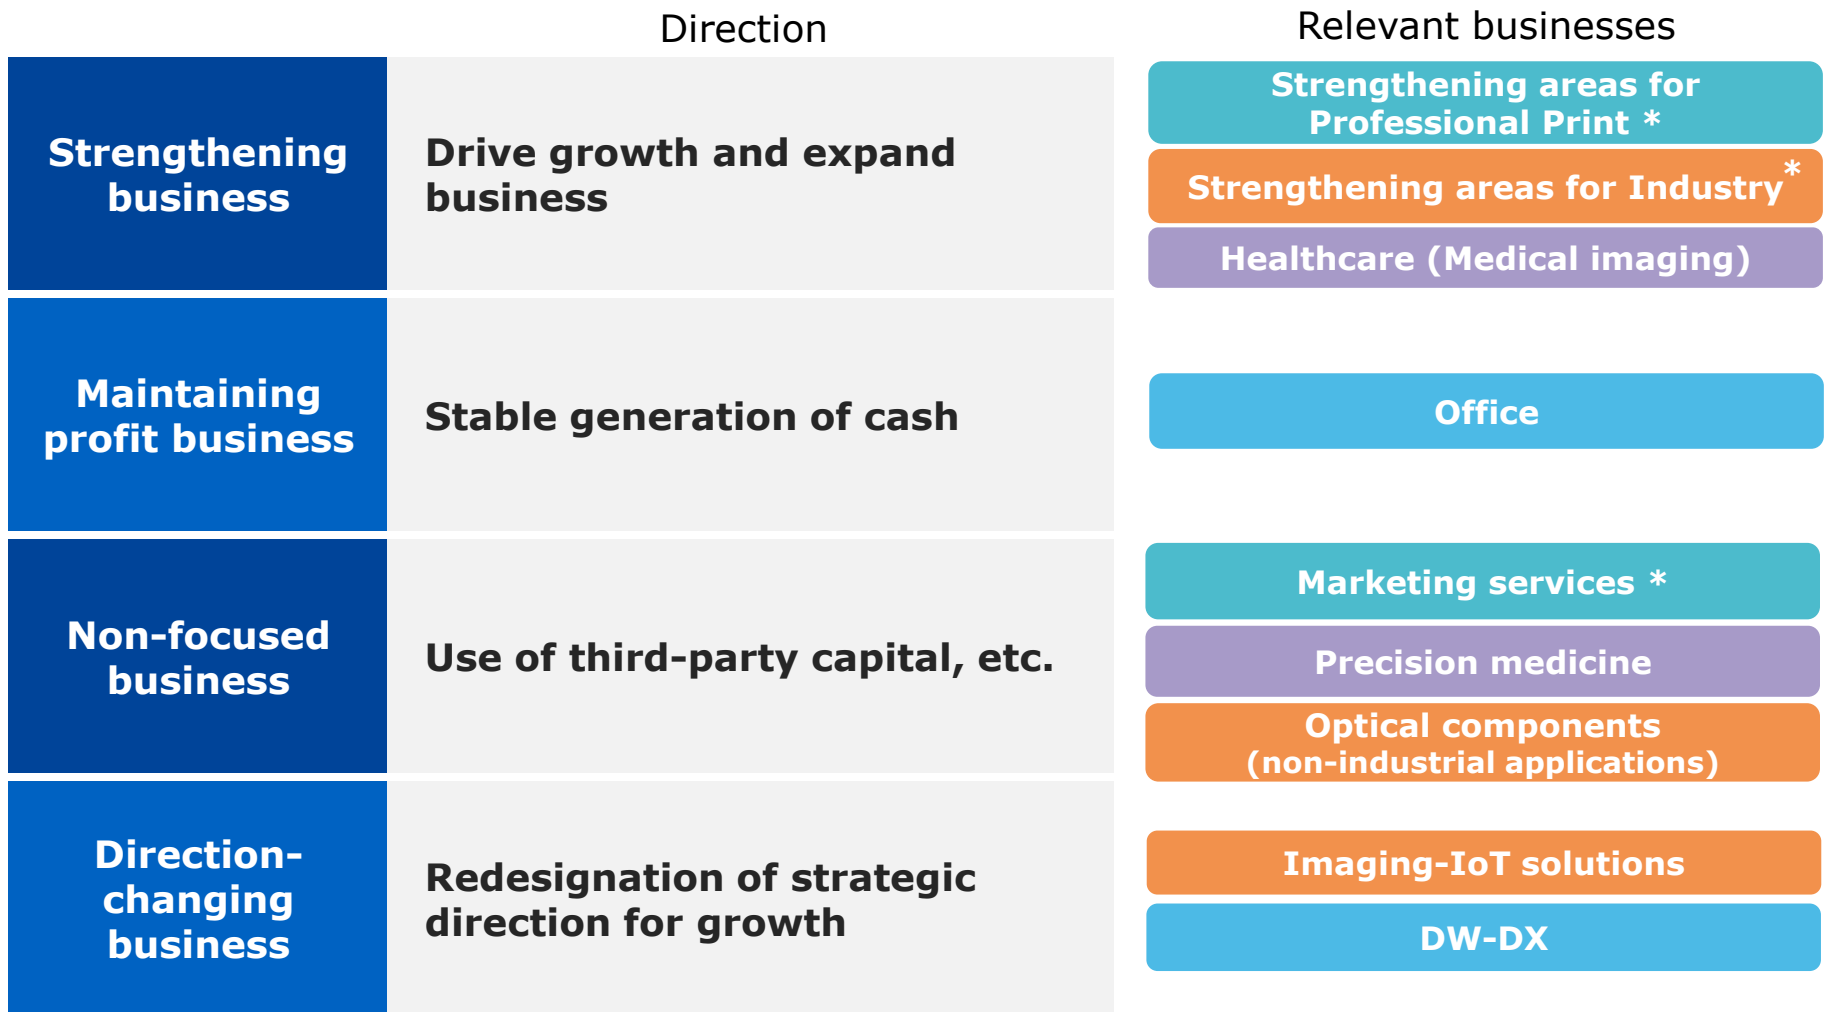 Direction
Relevant businesses
Strengthening
business
Drive growth and expand
business
Strengthening areas for
Professional Print *
Strengthening areas for Industry*
Healthcare (Medical imaging)
Maintaining
profit business
Stable generation of cash
Office
Non-focused
business
Use of third-party capital, etc.
Marketing services *
Precision medicine
Optical components
(non-industrial applications)
Direction-
changing
business
Redesignation of strategic
direction for growth
Imaging-IoT solutions
DW-DX